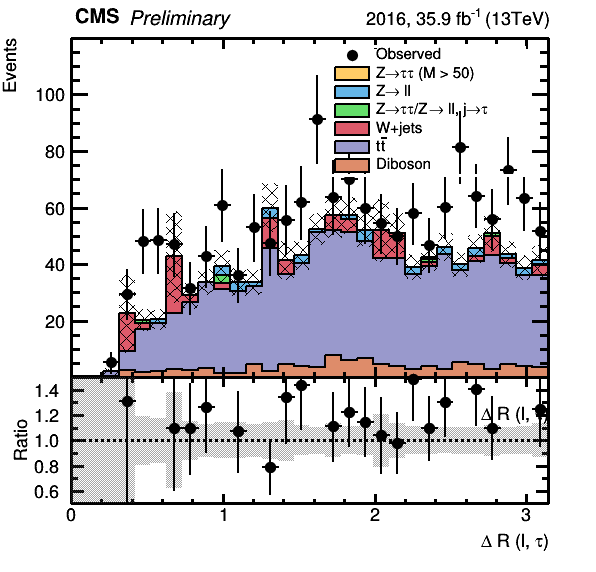 CMS Preliminary 2016, 35.9 fb⁻¹ (13TeV)
Events
100
80
60
40
20
Observed
Z→ττ (M > 50)
Z→ ll
Z→ττ/Z→ ll, j→τ
W+jets
tt̄
Diboson
Ratio
1.4
1.2
1.0
0.8
0.6
Δ R (l, τ)
0 1 2 3
Δ R (l, τ)